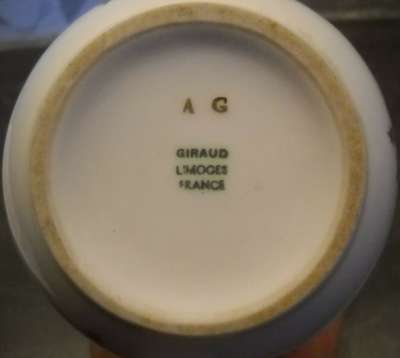 A G
GIRAUD
LIMOGES
FRANCE